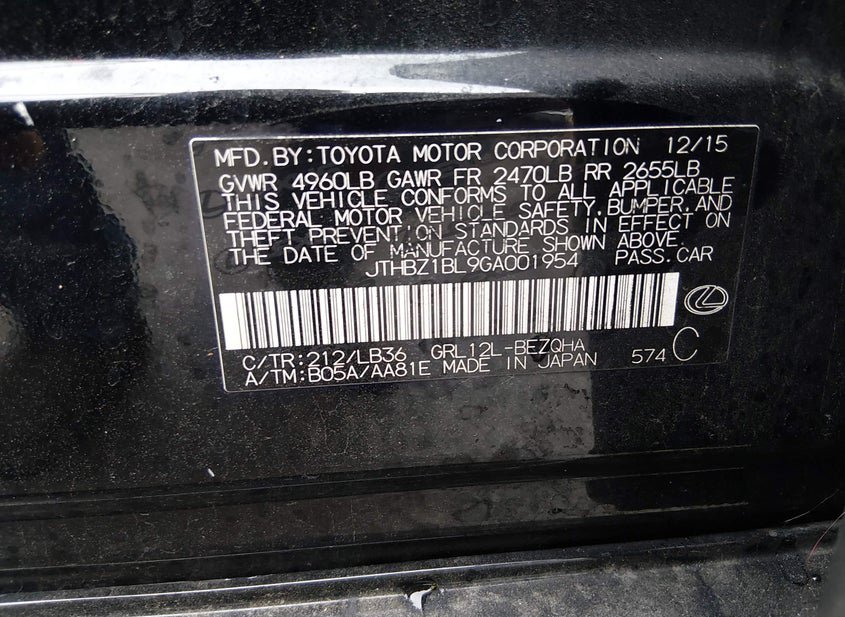 MFD.BY:TOYOTA MOTOR CORPORATION 12/15
GVWR 4960LB GAWR FR 2470LB RR 2655LB
THIS VEHICLE CONFORMS TO ALL APPLICABLE
FEDERAL MOTOR VEHICLE SAFETY,BUMPER,AND
THEFT PREVENTION STANDARDS IN EFFECT ON
THE DATE OF MANUFACTURE SHOWN ABOVE.
JTHBZ1BL9GA001954 PASS.CAR
C/TR:212/LB36 GRL12L-BEZQHA
A/TM:B05A/AA81E MADE IN JAPAN 574 C